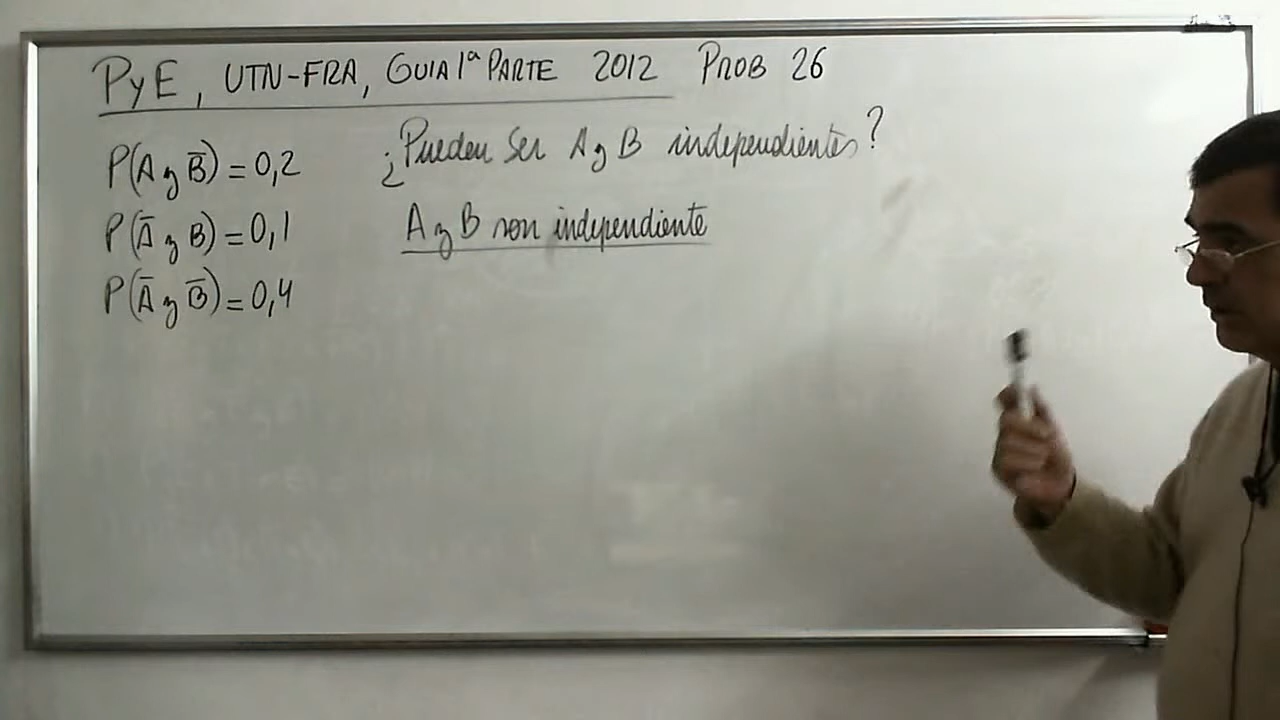 PyE, UTN-FRA, GUIA 1ª PARTE 2012 PROB 26
P(A y B̅) = 0,2
¿Pueden ser A y B independientes?
P(A̅ y B) = 0,1
A y B son independiente
P(A̅ y B̅) = 0,4